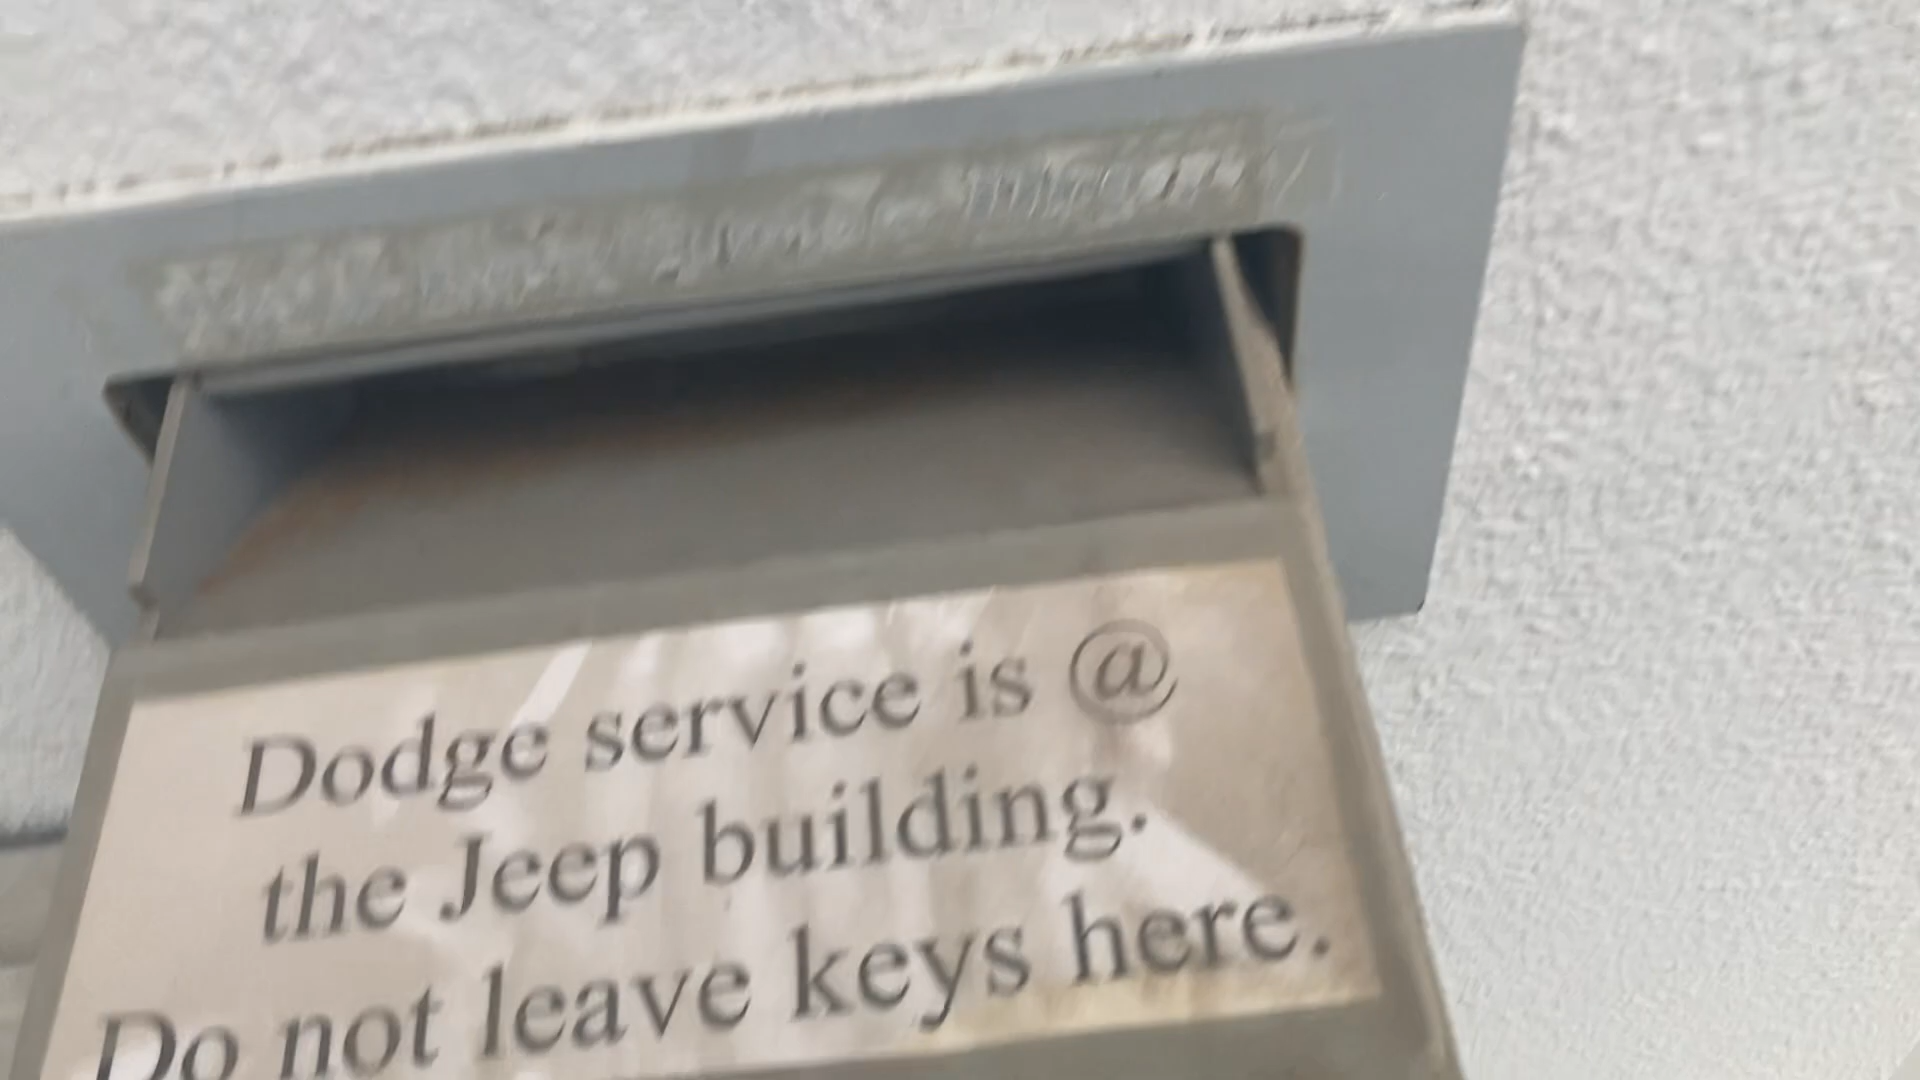 Dodge service is @
the Jeep building.
Do not leave keys here.